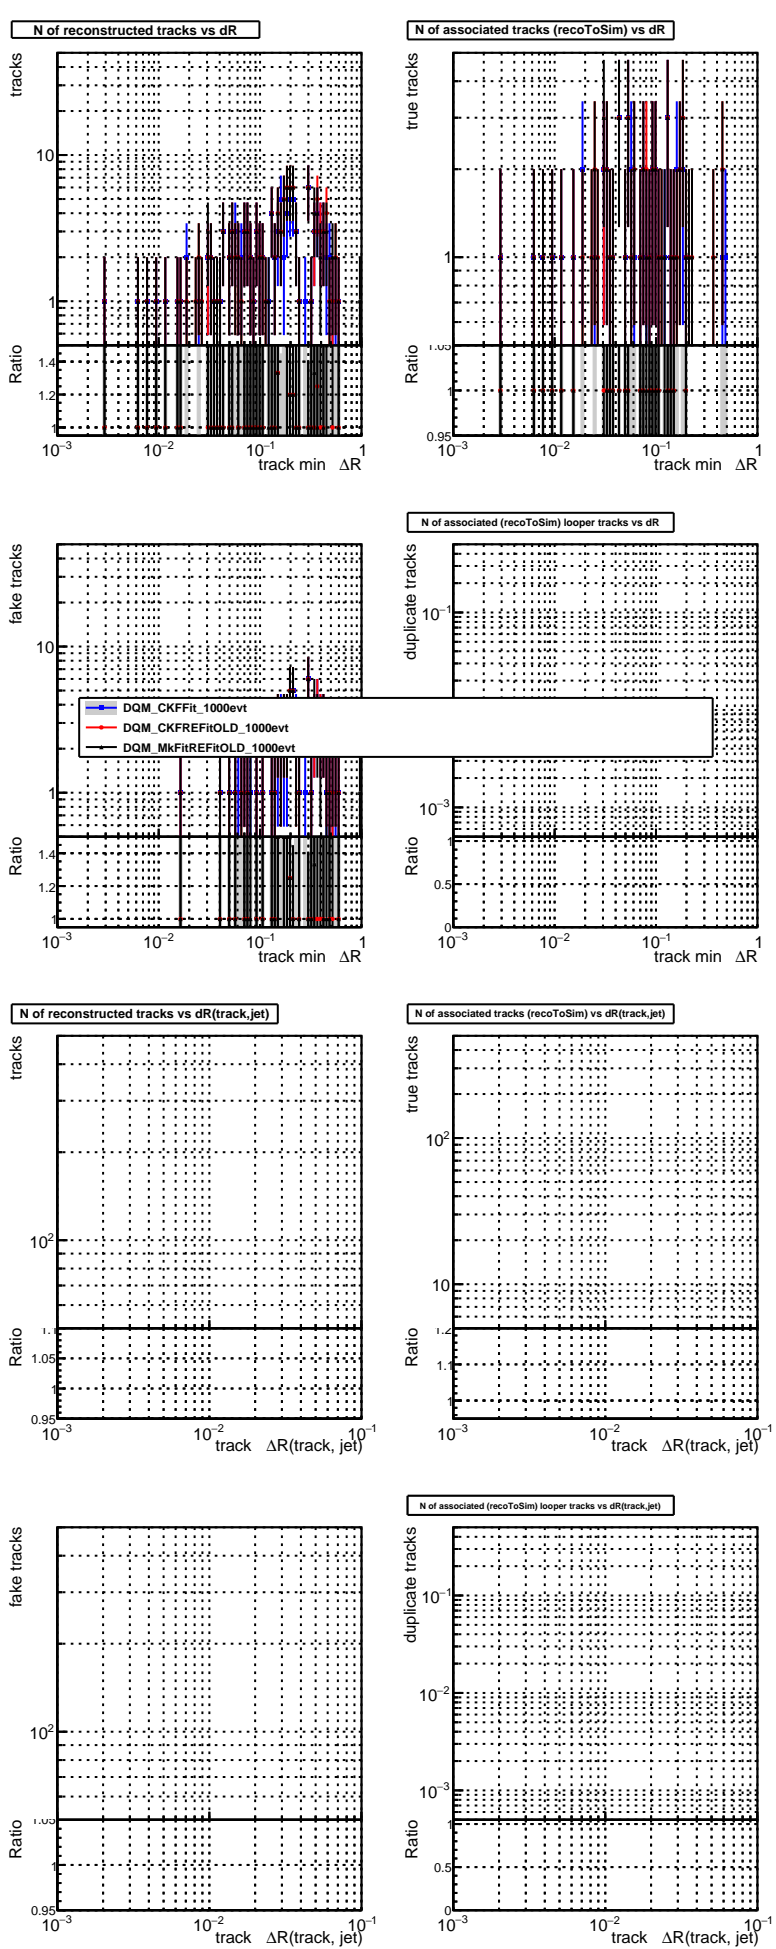 N of reconstructed tracks vs dR
tracks
10
1
Ratio
1.4
1.2
1
10−3
10−2
10−1
1
track min ΔR
N of associated tracks (recoToSim) vs dR
true tracks
1
Ratio
1.05
1
0.95
10−3
10−2
10−1
1
track min ΔR
fake tracks
10
1
Ratio
1.4
1.2
1
10−3
10−2
10−1
1
track min ΔR
N of associated (recoToSim) looper tracks vs dR
duplicate tracks
10−1
10−3
Ratio
1
0.5
0
10−3
10−2
10−1
1
track min ΔR
DQM_CKFFit_1000evt
DQM_CKFREFitOLD_1000evt
DQM_MkFitREFitOLD_1000evt
N of reconstructed tracks vs dR(track,jet)
tracks
102
Ratio
1.1
1.05
1
0.95
10−3
10−2
10−1
track ΔR(track, jet)
N of associated tracks (recoToSim) vs dR(track,jet)
true tracks
102
10
Ratio
1.2
1.1
1
10−3
10−2
10−1
track ΔR(track, jet)
fake tracks
102
Ratio
1.05
1
0.95
10−3
10−2
10−1
track ΔR(track, jet)
N of associated (recoToSim) looper tracks vs dR(track,jet)
duplicate tracks
10−1
10−2
10−3
Ratio
1
0.5
0
10−3
10−2
10−1
track ΔR(track, jet)